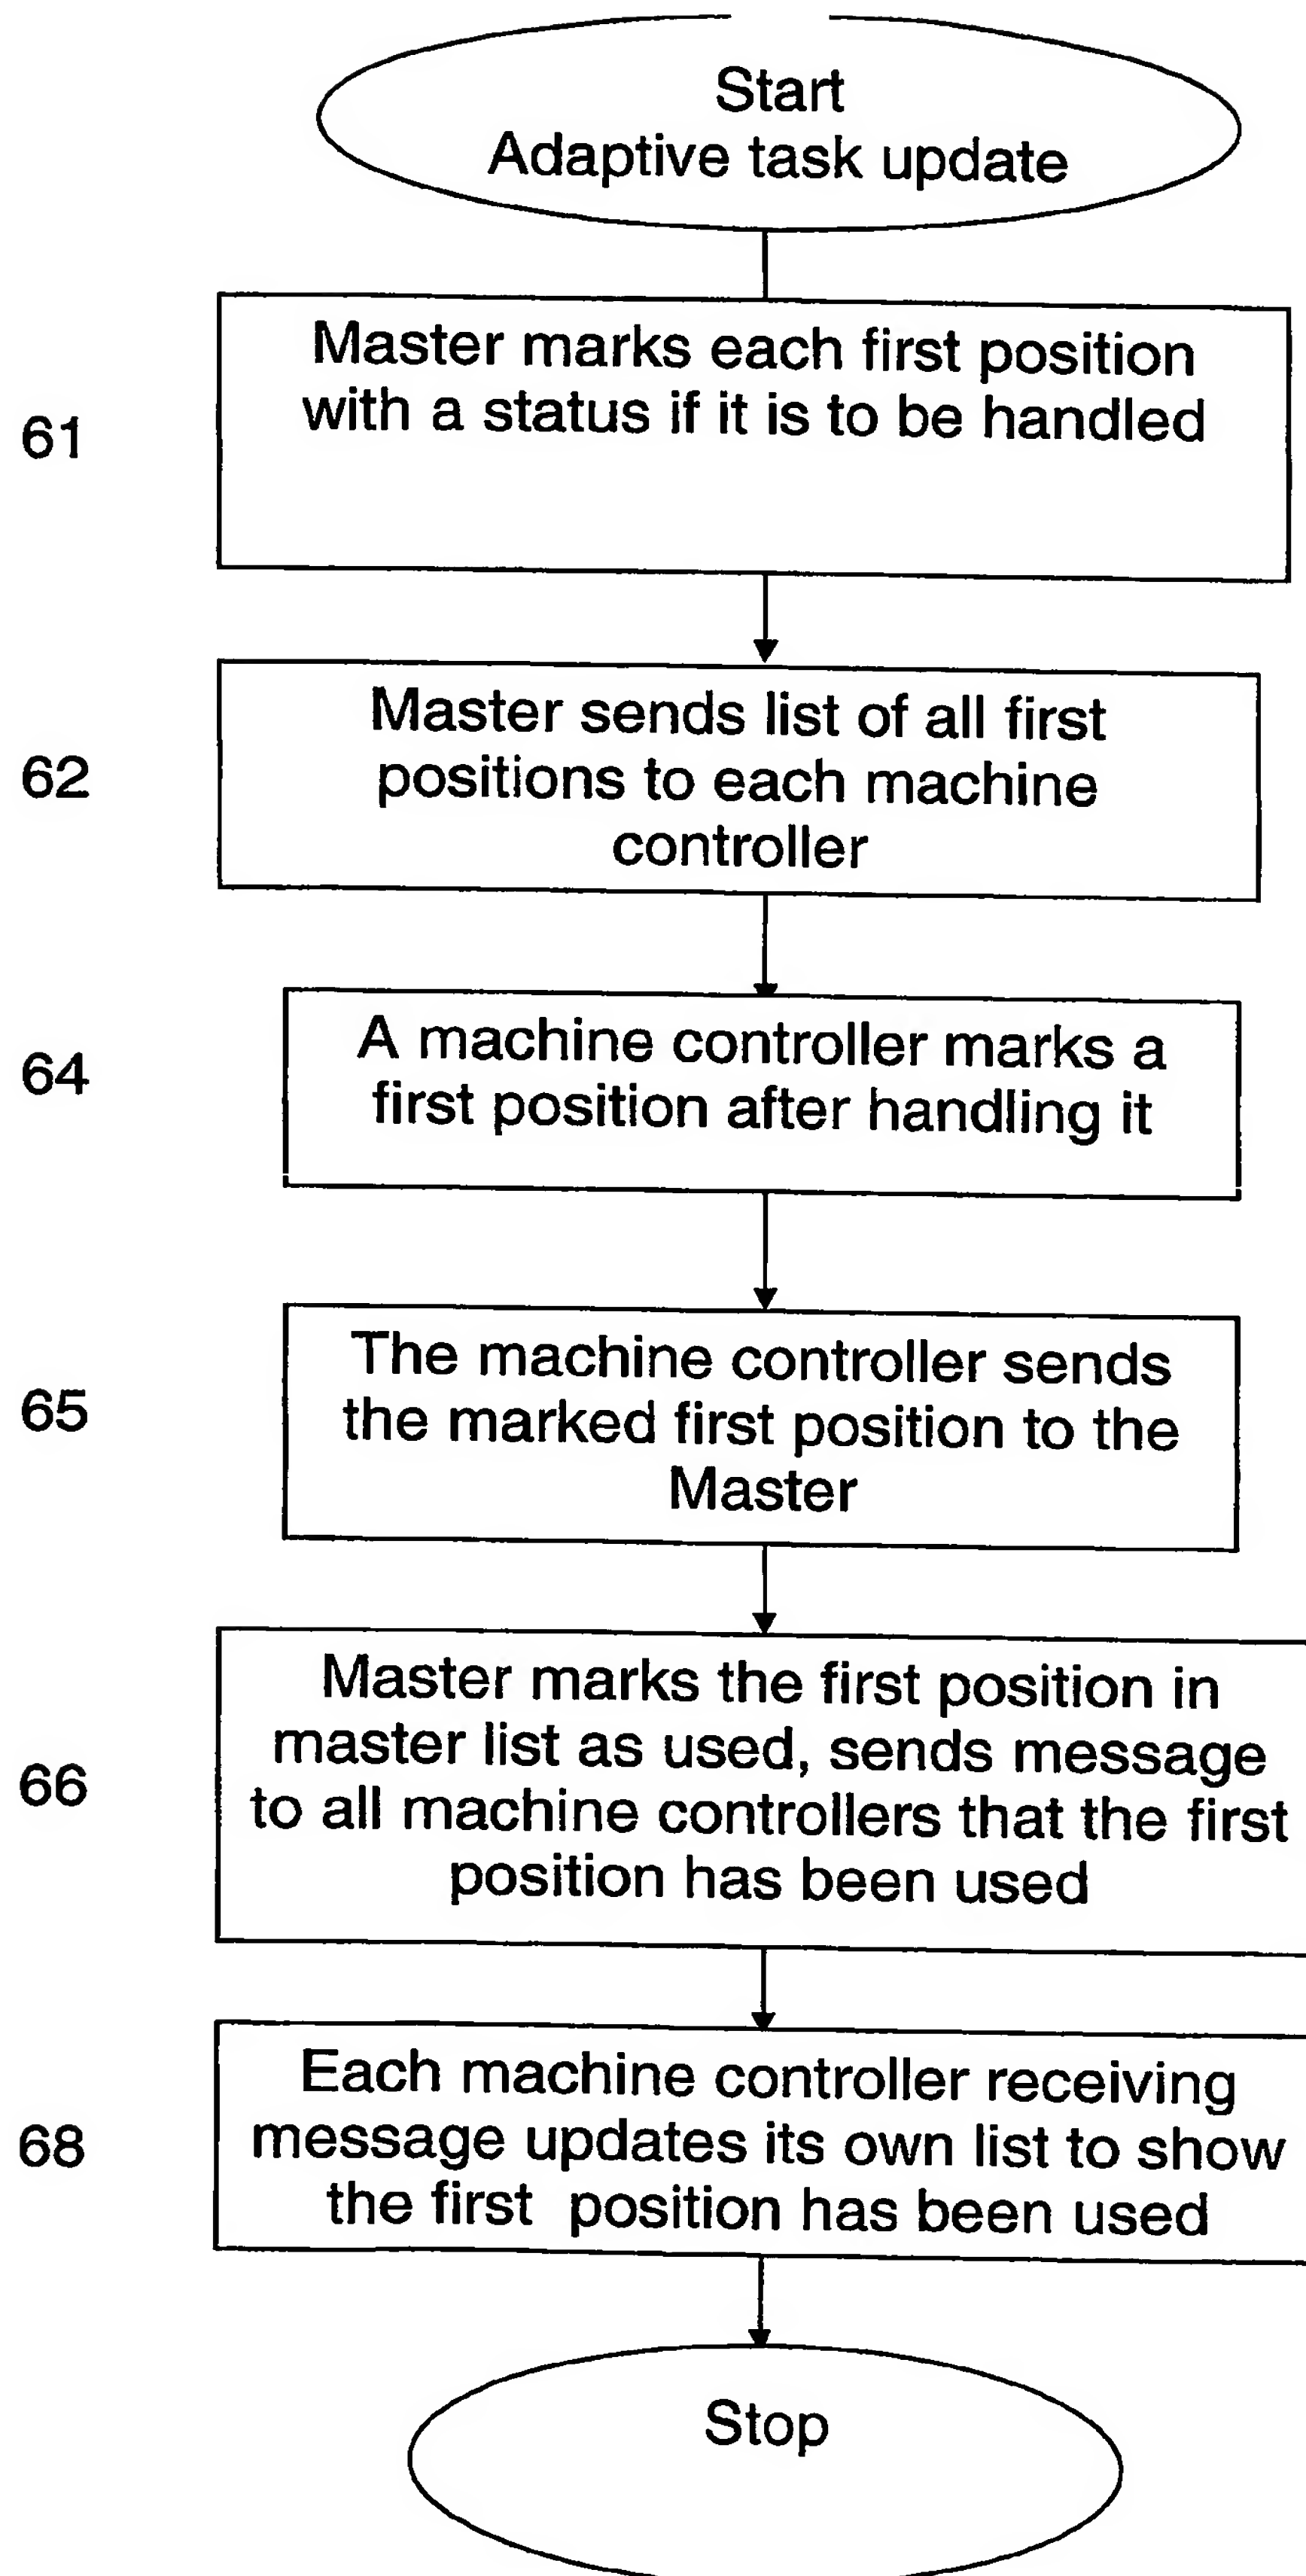 Start
Adaptive task update
61
Master marks each first position
with a status if it is to be handled
62
Master sends list of all first
positions to each machine
controller
64
A machine controller marks a
first position after handling it
65
The machine controller sends
the marked first position to the
Master
66
Master marks the first position in
master list as used, sends message
to all machine controllers that the first
position has been used
68
Each machine controller receiving
message updates its own list to show
the first position has been used
Stop